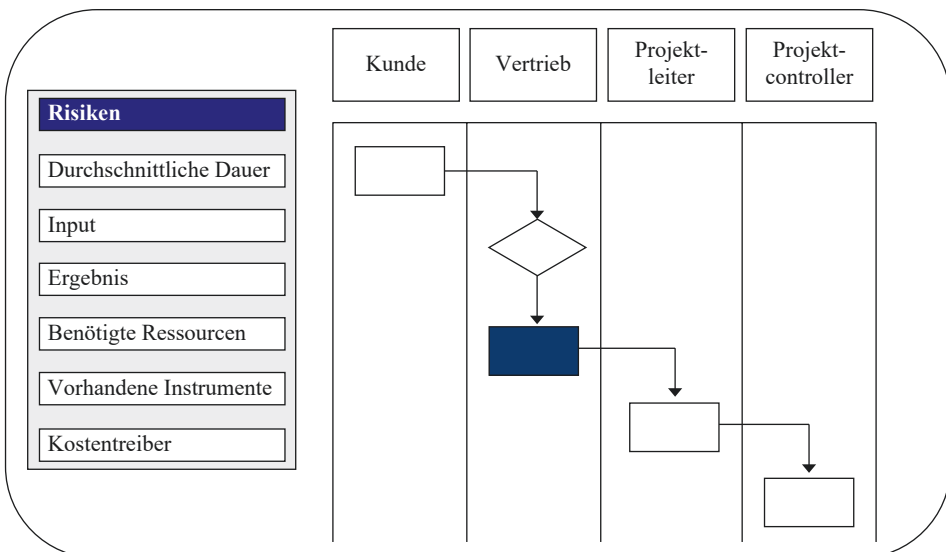 Kunde
Vertrieb
Projekt-
leiter
Projekt-
controller
Risiken
Durchschnittliche Dauer
Input
Ergebnis
Benötigte Ressourcen
Vorhandene Instrumente
Kostentreiber